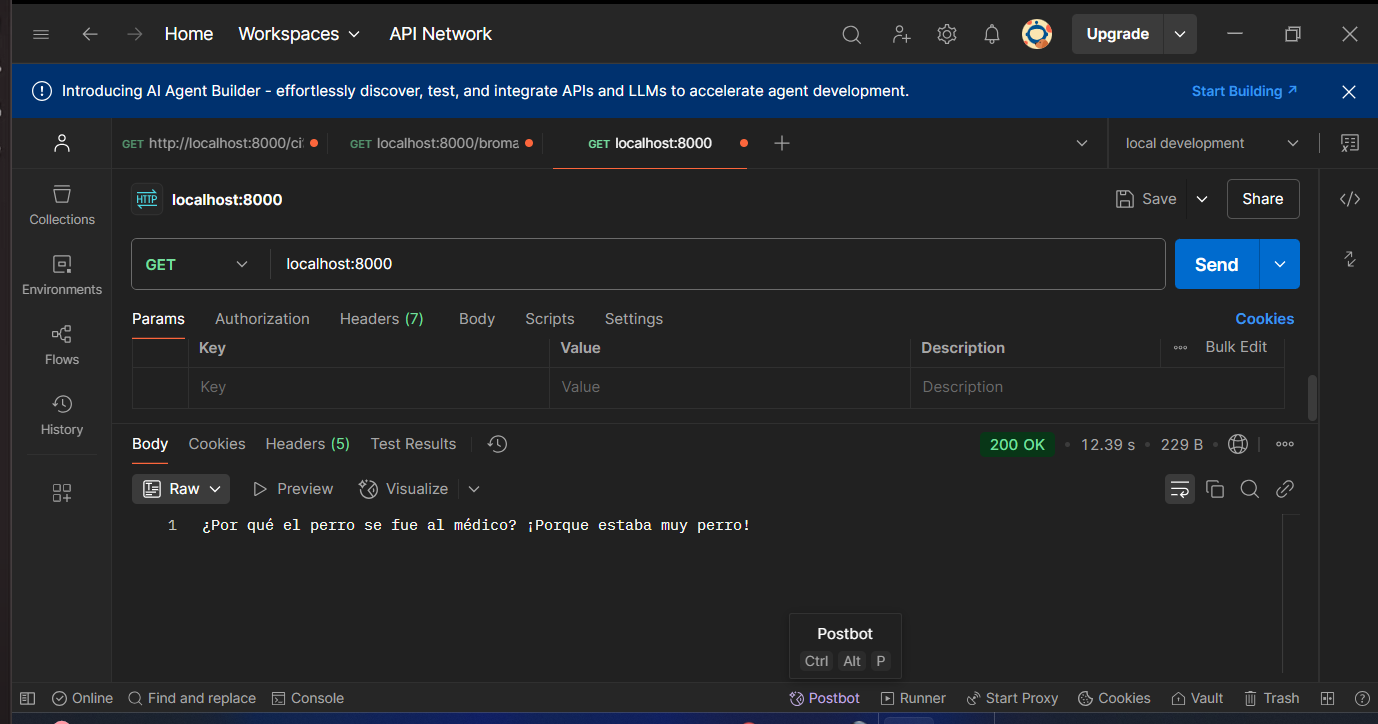 Home Workspaces API Network Upgrade
Introducing AI Agent Builder - effortlessly discover, test, and integrate APIs and LLMs to accelerate agent development. Start Building
GET http://localhost:8000/ci GET localhost:8000/broma GET localhost:8000 local development
HTTP localhost:8000 Save Share
Collections
GET localhost:8000 Send
Environments
Params Authorization Headers (7) Body Scripts Settings Cookies
Key Value Description Bulk Edit
Flows
Key Value Description
History
Body Cookies Headers (5) Test Results 200 OK 12.39 s 229 B
Raw Preview Visualize
1 ¿Por qué el perro se fue al médico? ¡Porque estaba muy perro!
Postbot
Ctrl Alt P
Online Find and replace Console Postbot Runner Start Proxy Cookies Vault Trash